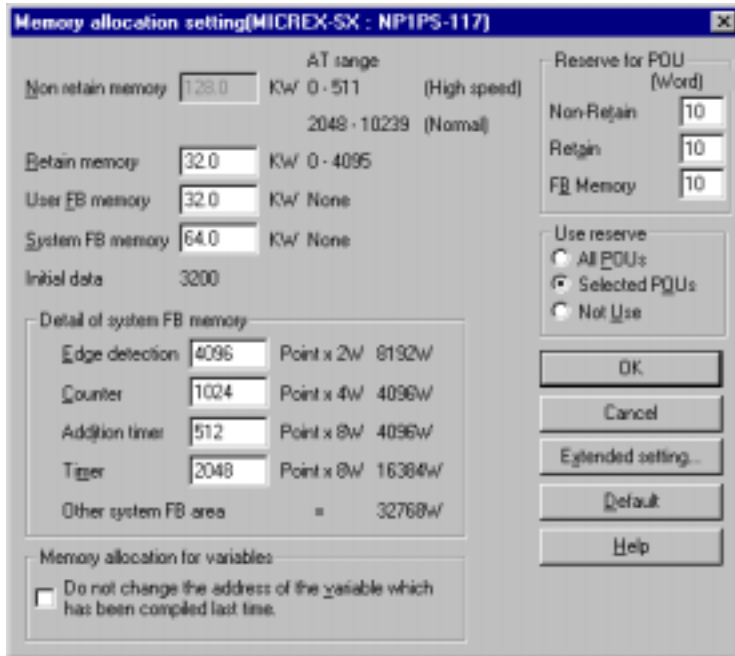 Memory allocation setting(MICREX-SX : NP1PS-117)
AT range
Non retain memory 128.0 KW 0 - 511 (High speed)
2048 - 10239 (Normal)
Retain memory 32.0 KW 0 - 4095
User FB memory 32.0 KW None
System FB memory 64.0 KW None
Initial data 3200
Detail of system FB memory
Edge detection 4096 Point x 2W 8192W
Counter 1024 Point x 4W 4096W
Addition timer 512 Point x 8W 4096W
Timer 2048 Point x 8W 16384W
Other system FB area = 32768W
Memory allocation for variables
Do not change the address of the variable which
has been compiled last time.
Reserve for POU
(Word)
Non-Retain 10
Retain 10
FB Memory 10
Use reserve
All POUs
Selected POUs
Not Use
OK
Cancel
Extended setting...
Default
Help